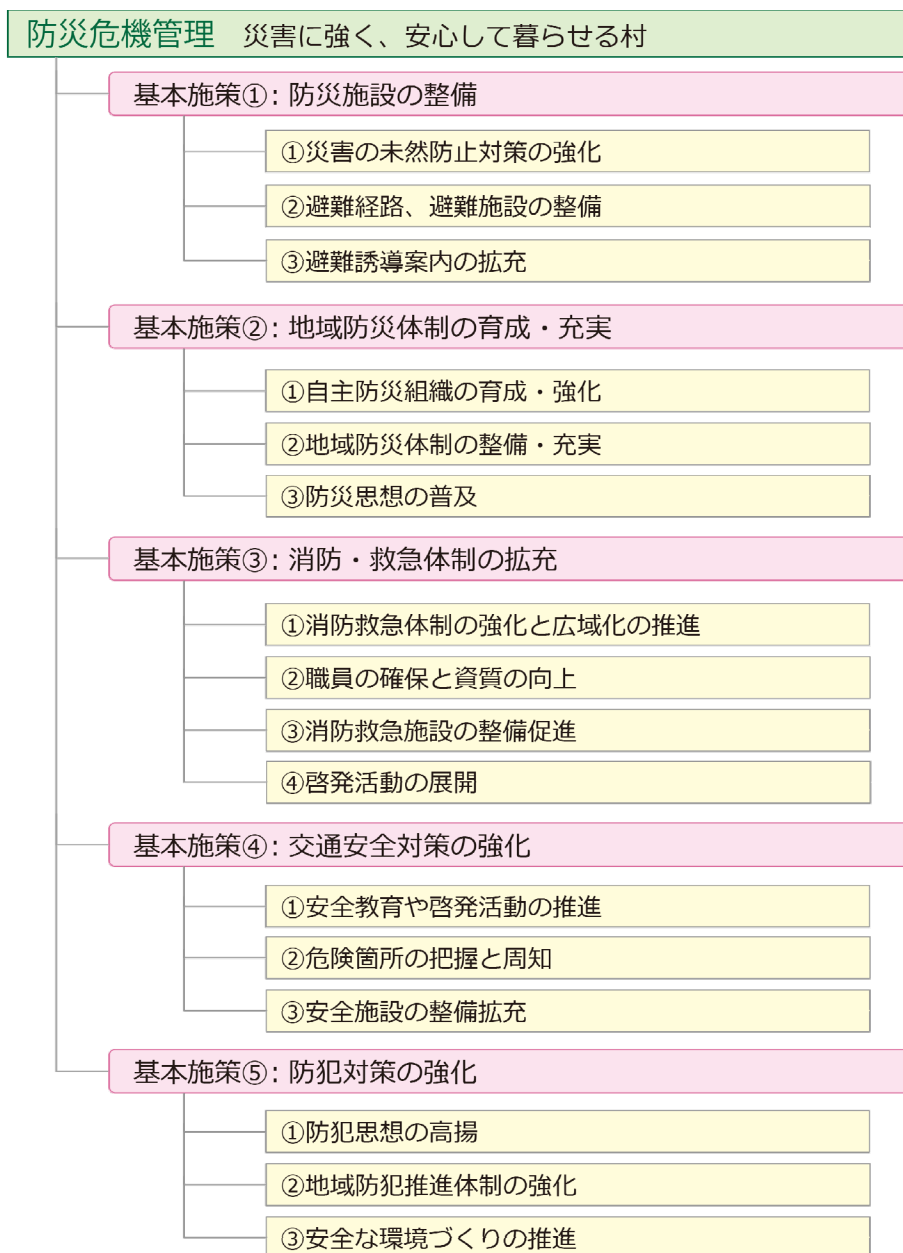 防災危機管理 災害に強く、安心して暮らせる村
基本施策①: 防災施設の整備
①災害の未然防止対策の強化
②避難経路、避難施設の整備
③避難誘導案内の拡充
基本施策②: 地域防災体制の育成・充実
①自主防災組織の育成・強化
②地域防災体制の整備・充実
③防災思想の普及
基本施策③: 消防・救急体制の拡充
①消防救急体制の強化と広域化の推進
②職員の確保と資質の向上
③消防救急施設の整備促進
④啓発活動の展開
基本施策④: 交通安全対策の強化
①安全教育や啓発活動の推進
②危険箇所の把握と周知
③安全施設の整備拡充
基本施策⑤: 防犯対策の強化
①防犯思想の高揚
②地域防犯推進体制の強化
③安全な環境づくりの推進